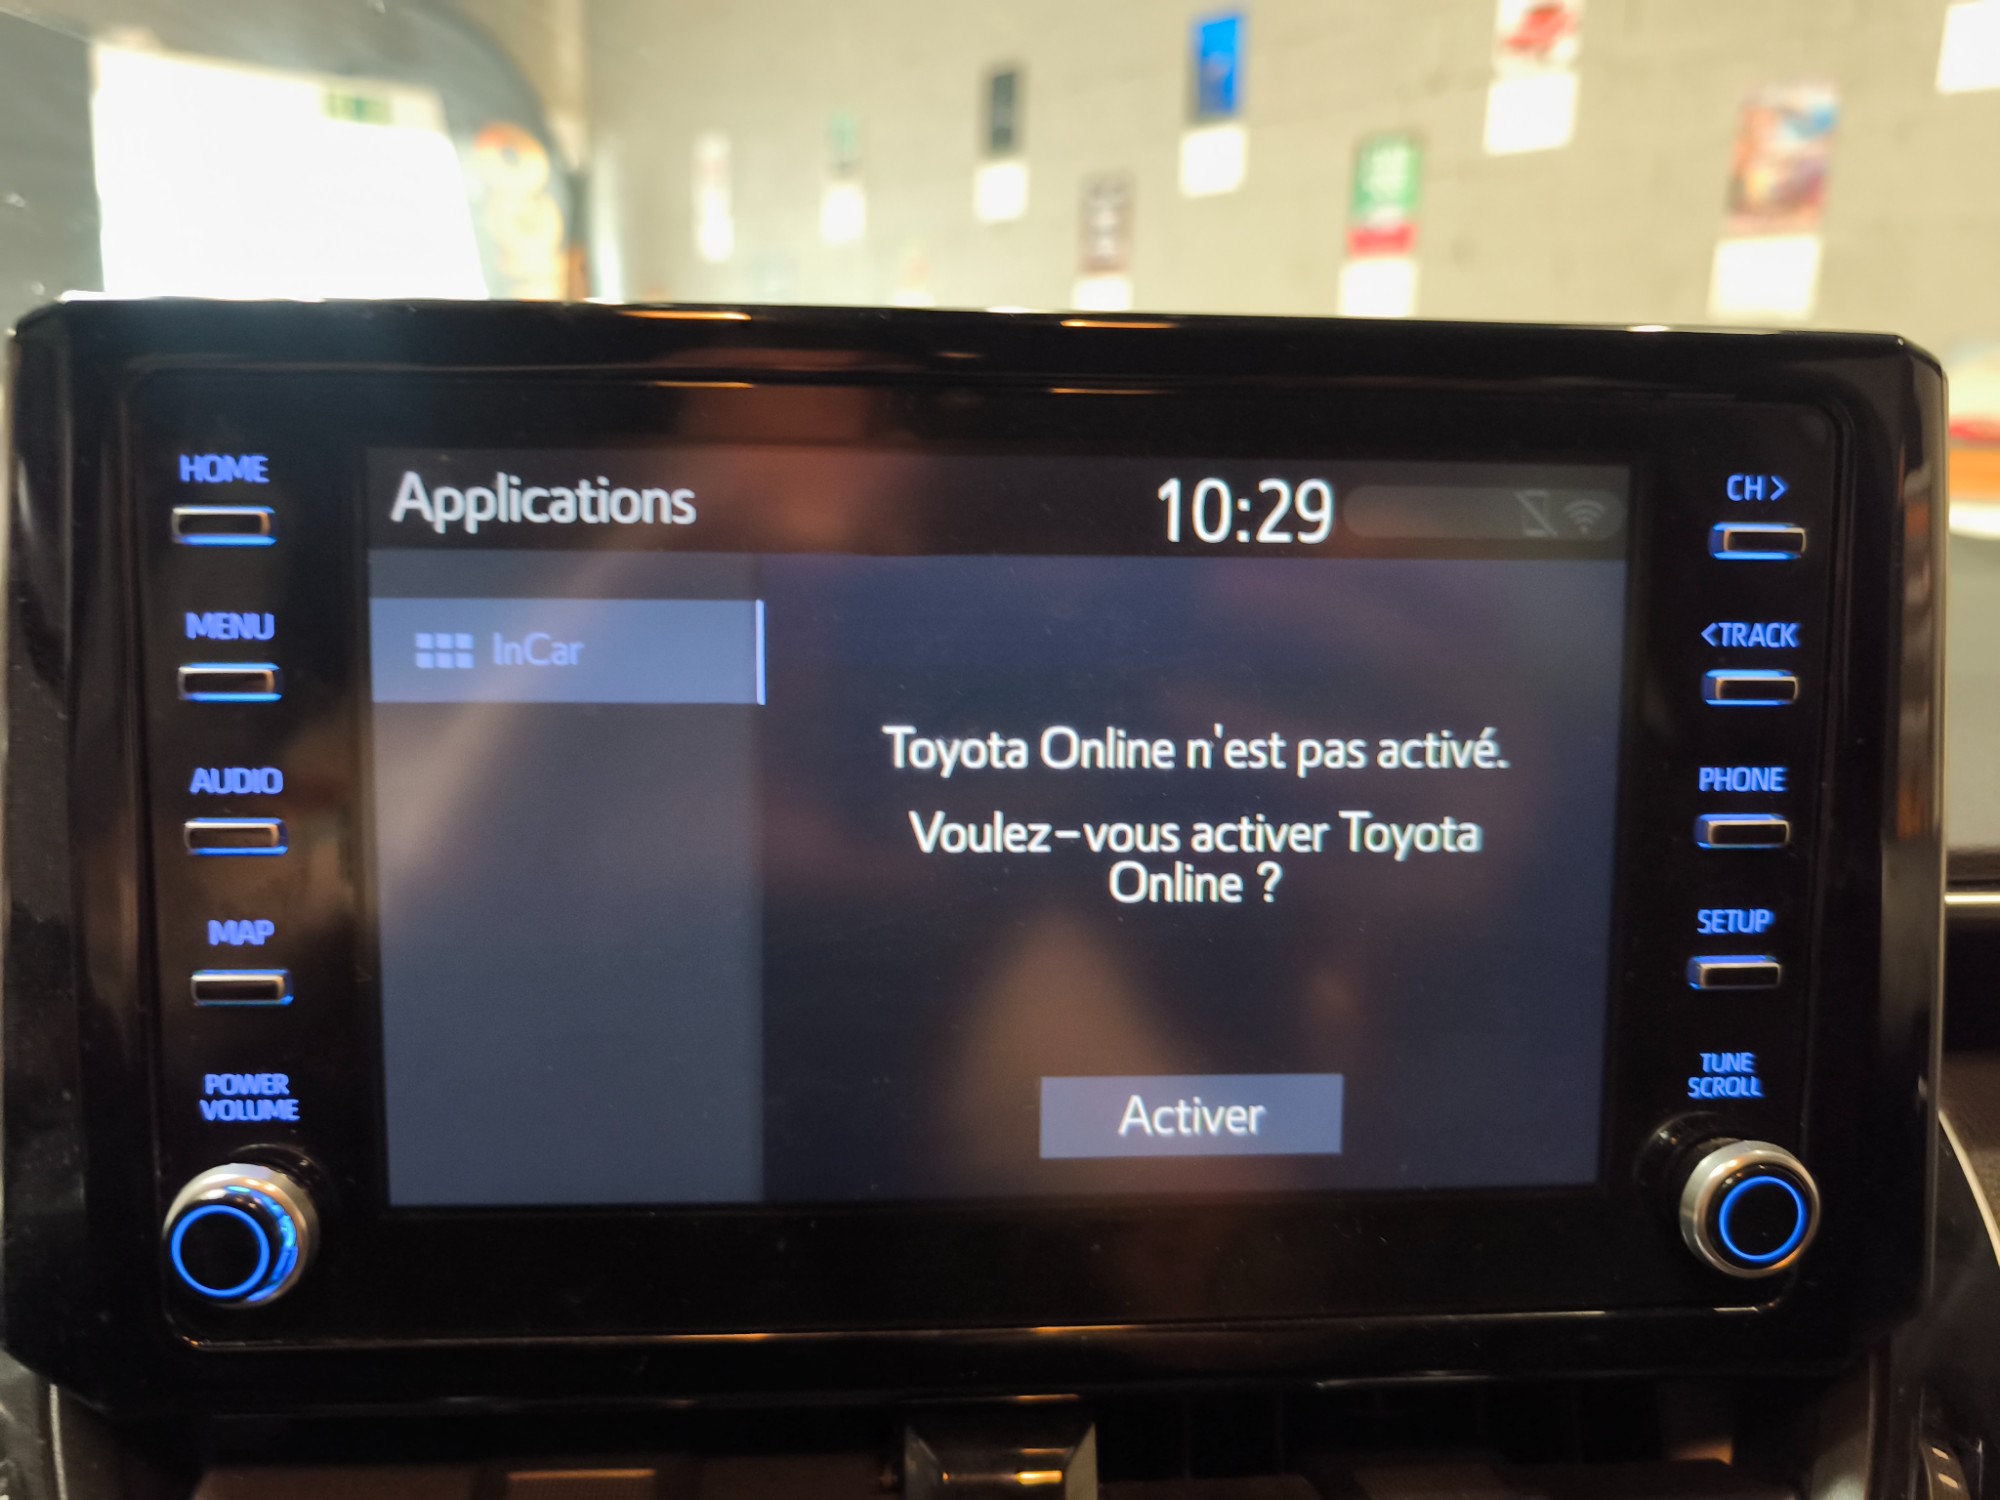 HOME
MENU
AUDIO
MAP
POWER
VOLUME
Applications
10:29
InCar
Toyota Online n'est pas activé.
Voulez-vous activer Toyota
Online ?
Activer
CH>
<TRACK
PHONE
SETUP
TUNE
SCROLL